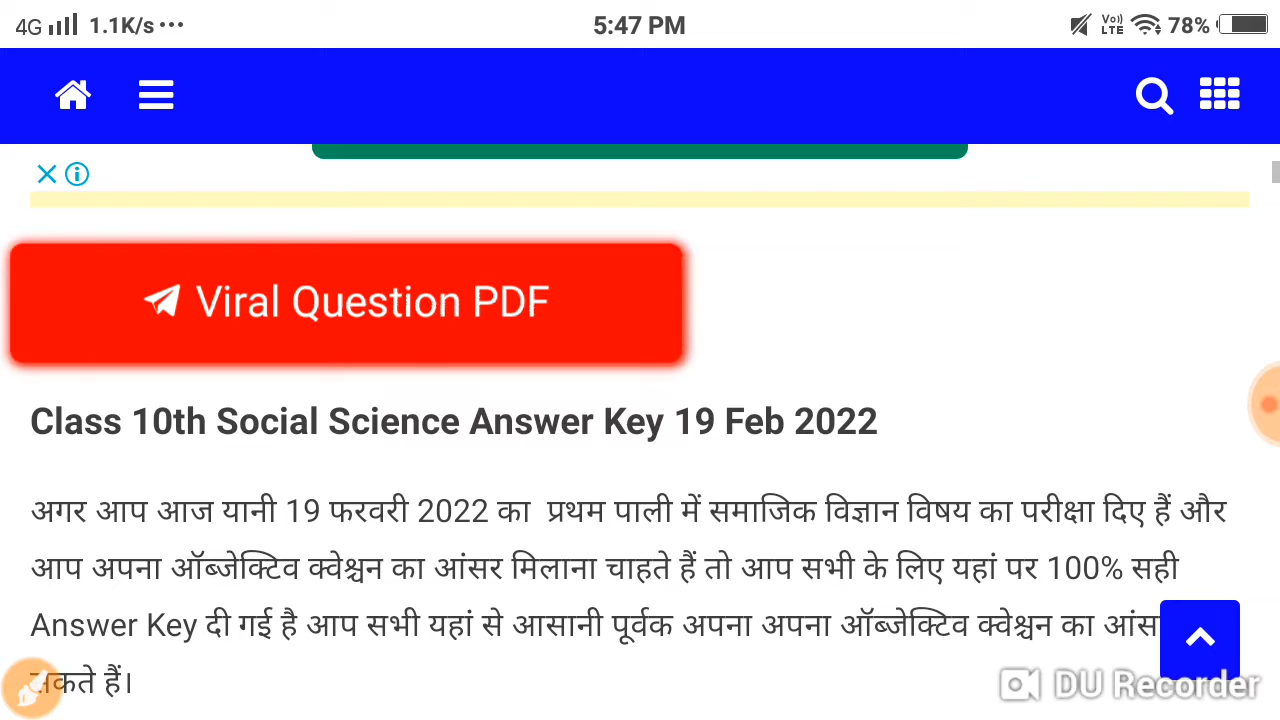 4G 1.1K/s ... 5:47 PM Vo)) LTE 78%
Viral Question PDF
Class 10th Social Science Answer Key 19 Feb 2022
अगर आप आज यानी 19 फरवरी 2022 का प्रथम पाली में समाजिक विज्ञान विषय का परीक्षा दिए हैं और
आप अपना ऑब्जेक्टिव क्वेश्चन का आंसर मिलाना चाहते हैं तो आप सभी के लिए यहां पर 100% सही
Answer Key दी गई है आप सभी यहां से आसानी पूर्वक अपना अपना ऑब्जेक्टिव क्वेश्चन का
सकते हैं।
DU Recorder